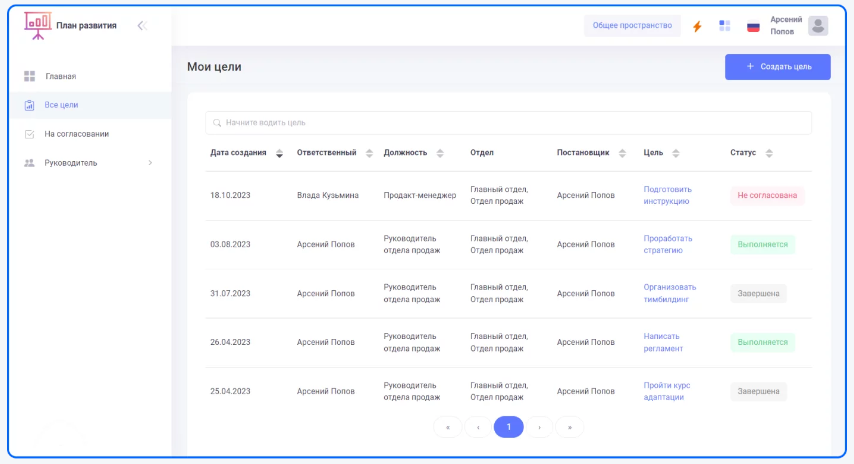 План развития
Общее пространство
Арсений
Попов
Главная
Все цели
На согласовании
Руководитель
Мои цели
+ Создать цель
Начните водить цель
Дата создания Ответственный Должность Отдел Постановщик Цель Статус
18.10.2023 Влада Кузьмина Продакт-менеджер Главный отдел, Арсений Попов Подготовить Не согласована
Отдел продаж инструкцию
03.08.2023 Арсений Попов Руководитель Главный отдел, Арсений Попов Проработать Выполняется
отдела продаж Отдел продаж стратегию
31.07.2023 Арсений Попов Руководитель Главный отдел, Арсений Попов Организовать Завершена
отдела продаж Отдел продаж тимбилдинг
26.04.2023 Арсений Попов Руководитель Главный отдел, Арсений Попов Написать Выполняется
отдела продаж Отдел продаж регламент
25.04.2023 Арсений Попов Руководитель Главный отдел, Арсений Попов Пройти курс Завершена
отдела продаж Отдел продаж адаптации
« ‹ 1 › »